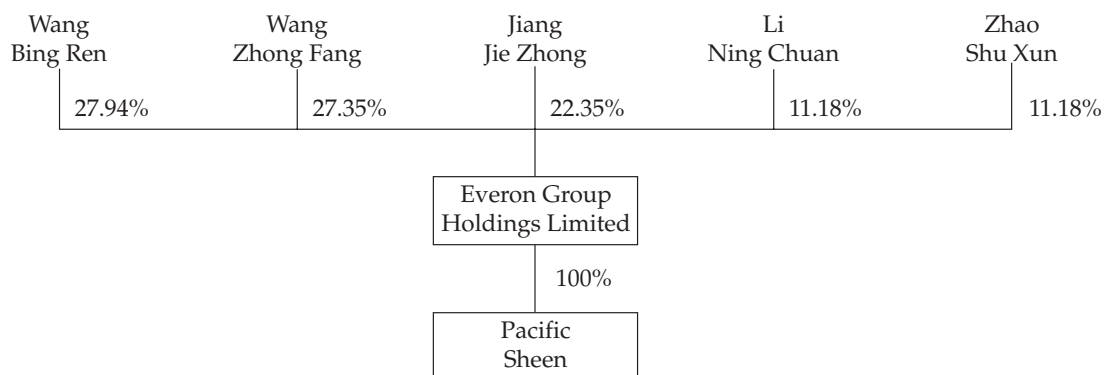 Wang
Bing Ren
Wang
Zhong Fang
Jiang
Jie Zhong
Li
Ning Chuan
Zhao
Shu Xun
27.94%
27.35%
22.35%
11.18%
11.18%
Everon Group
Holdings Limited
100%
Pacific
Sheen